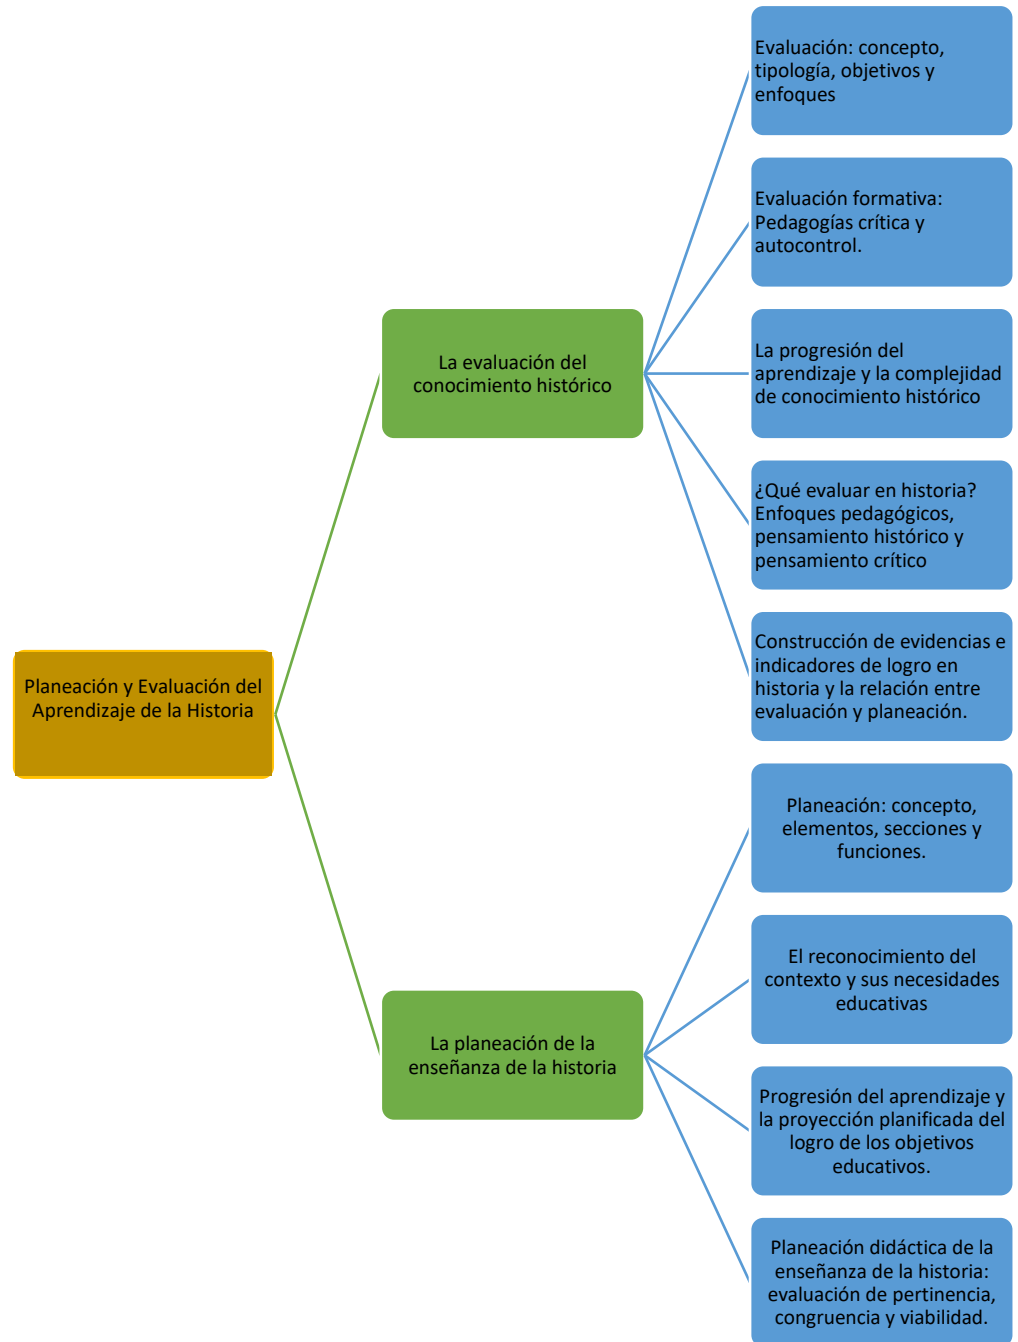 Evaluación: concepto,
tipología, objetivos y
enfoques
Evaluación formativa:
Pedagogías crítica y
autocontrol.
La evaluación del
conocimiento histórico
La progresión del
aprendizaje y la complejidad
de conocimiento histórico
¿Qué evaluar en historia?
Enfoques pedagógicos,
pensamiento histórico y
pensamiento crítico
Construcción de evidencias e
indicadores de logro en
historia y la relación entre
evaluación y planeación.
Planeación y Evaluación del
Aprendizaje de la Historia
Planeación: concepto,
elementos, secciones y
funciones.
El reconocimiento del
contexto y sus necesidades
educativas
La planeación de la
enseñanza de la historia
Progresión del aprendizaje y
la proyección planificada del
logro de los objetivos
educativos.
Planeación didáctica de la
enseñanza de la historia:
evaluación de pertinencia,
congruencia y viabilidad.